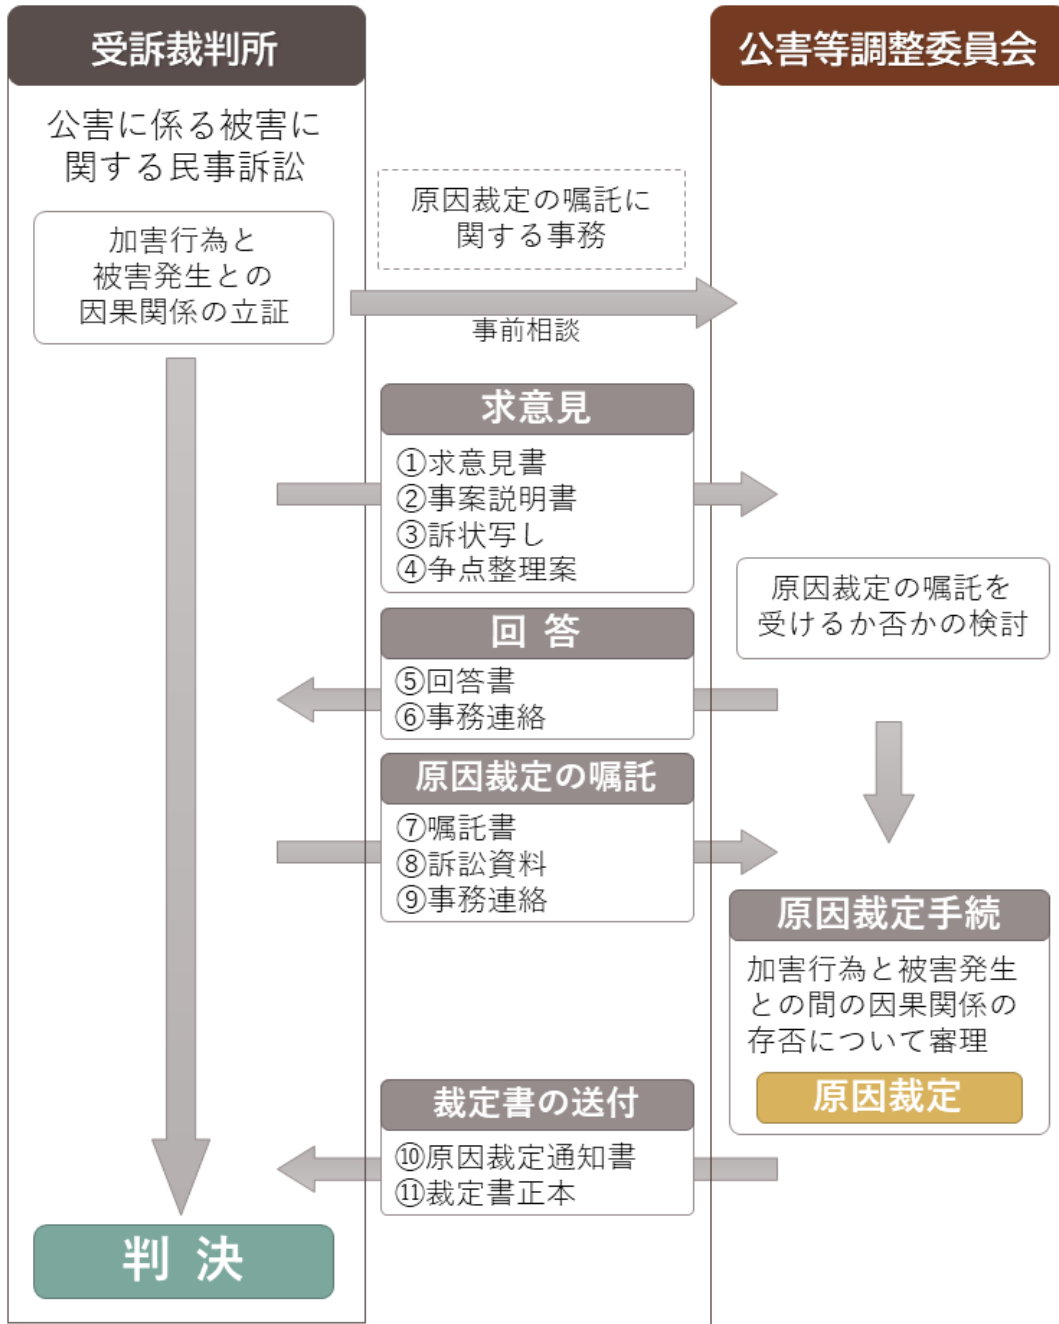 受訴裁判所
公害等調整委員会
公害に係る被害に
関する民事訴訟
加害行為と
被害発生との
因果関係の立証
原因裁定の嘱託に
関する事務
事前相談
求意見
①求意見書
②事案説明書
③訴状写し
④争点整理案
原因裁定の嘱託を
受けるか否かの検討
回 答
⑤回答書
⑥事務連絡
原因裁定の嘱託
⑦嘱託書
⑧訴訟資料
⑨事務連絡
原因裁定手続
加害行為と被害発生
との間の因果関係の
存否について審理
原因裁定
裁定書の送付
⑩原因裁定通知書
⑪裁定書正本
判 決